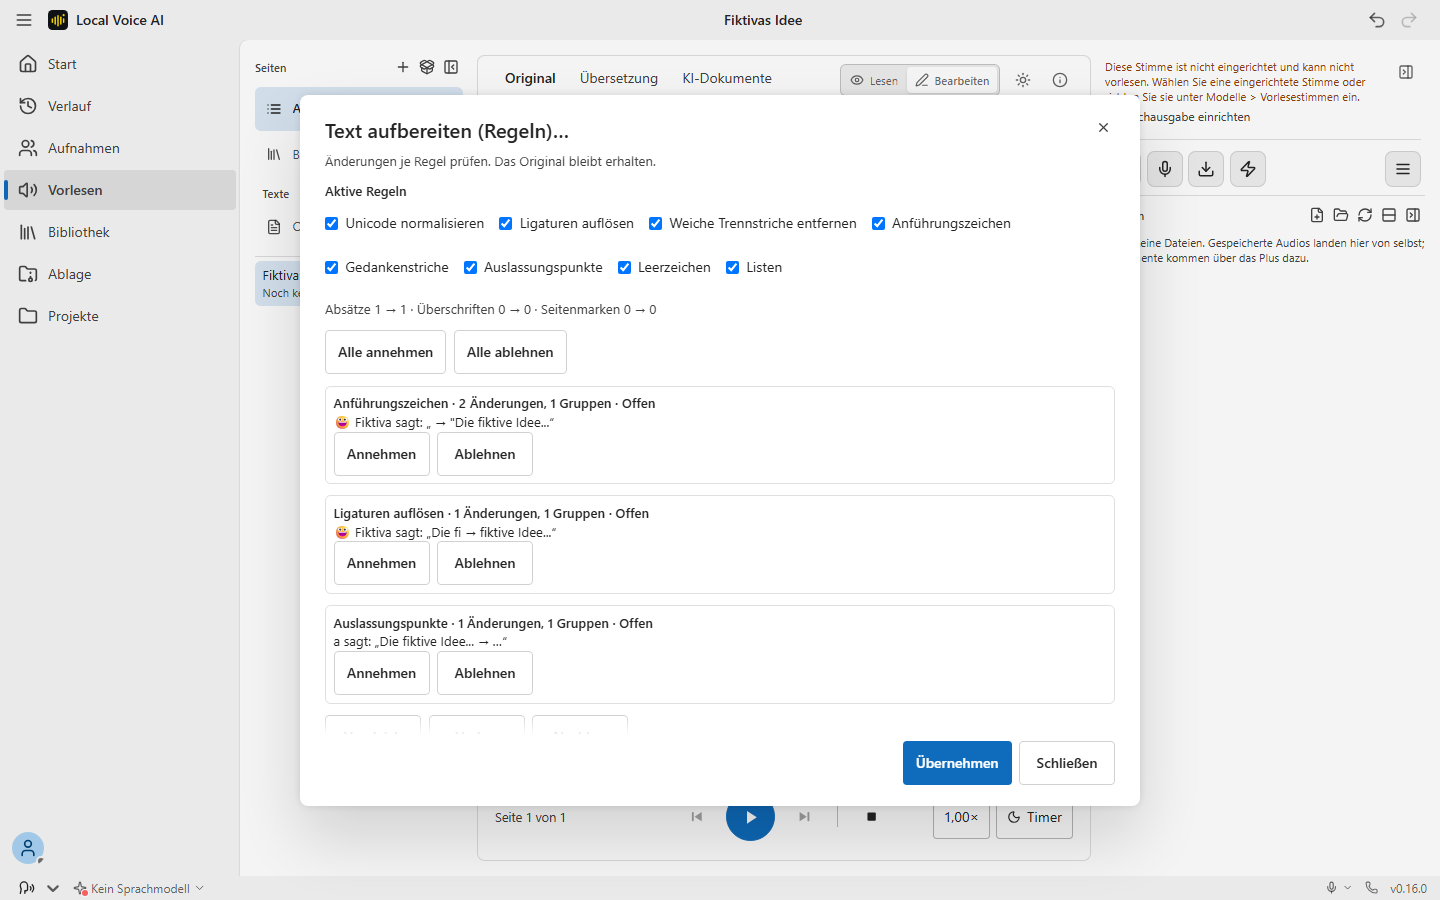 Local Voice AI
Fiktivas Idee
Start
Verlauf
Aufnahmen
Vorlesen
Bibliothek
Ablage
Projekte
Seiten
A
B
Texte
Fiktiva
Noch ke
Original
Übersetzung
KI-Dokumente
Lesen
Bearbeiten
Diese Stimme ist nicht eingerichtet und kann nicht
vorlesen. Wählen Sie eine eingerichtete Stimme oder
Sie sie unter Modelle > Vorlesestimmen ein.
chausgabe einrichten
n
eine Dateien. Gespeicherte Audios landen hier von selbst;
ente kommen über das Plus dazu.
Text aufbereiten (Regeln)...
Änderungen je Regel prüfen. Das Original bleibt erhalten.
Aktive Regeln
Unicode normalisieren
Ligaturen auflösen
Weiche Trennstriche entfernen
Anführungszeichen
Gedankenstriche
Auslassungspunkte
Leerzeichen
Listen
Absätze 1 → 1 · Überschriften 0 → 0 · Seitenmarken 0 → 0
Alle annehmen
Alle ablehnen
Anführungszeichen · 2 Änderungen, 1 Gruppen · Offen
😀 Fiktiva sagt: „ → "Die fiktive Idee…“
Annehmen
Ablehnen
Ligaturen auflösen · 1 Änderungen, 1 Gruppen · Offen
😀 Fiktiva sagt: „Die ﬁ → fiktive Idee…“
Annehmen
Ablehnen
Auslassungspunkte · 1 Änderungen, 1 Gruppen · Offen
a sagt: „Die fiktive Idee… → ...“
Annehmen
Ablehnen
Übernehmen
Schließen
Seite 1 von 1
1,00×
Timer
Kein Sprachmodell
v0.16.0